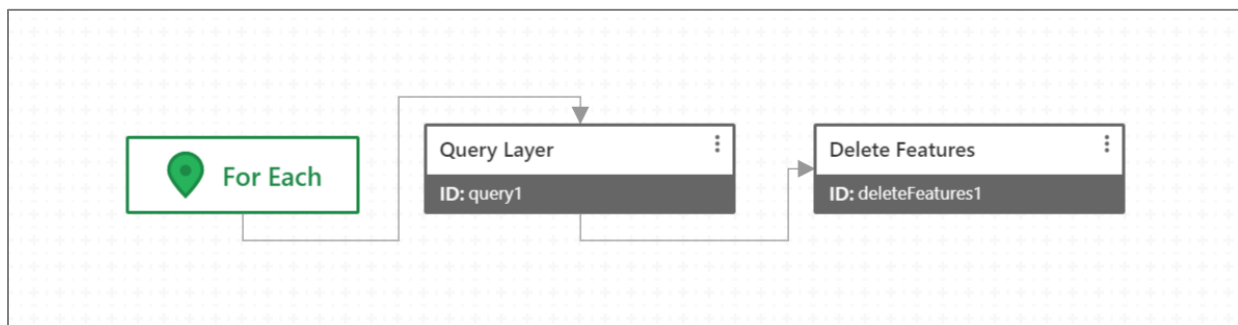 For Each
Query Layer
ID: query1
Delete Features
ID: deleteFeatures1